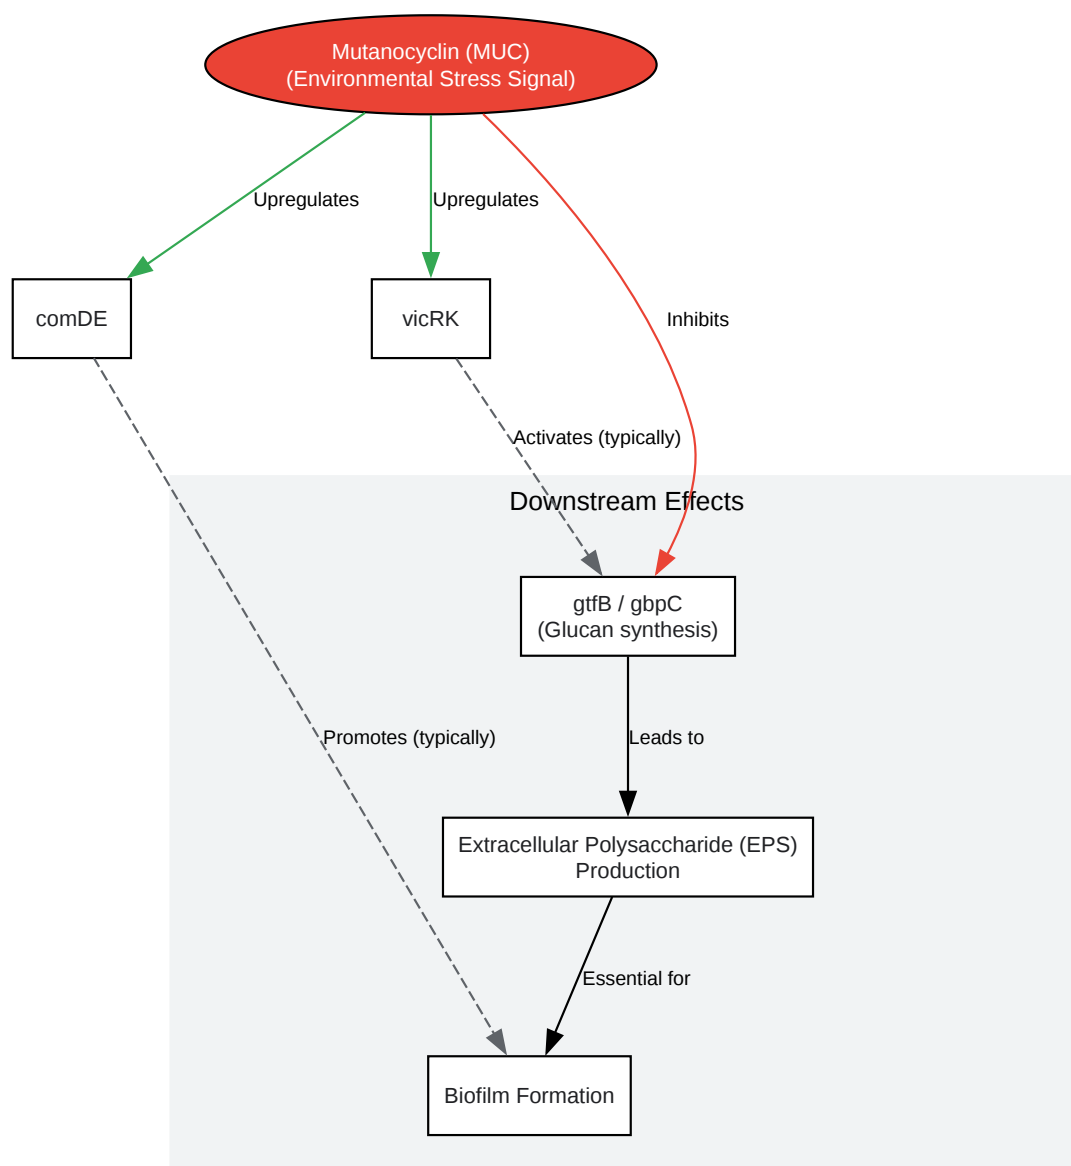 Mutanocyclin (MUC)
(Environmental Stress Signal)
Upregulates
Upregulates
comDE
vicRK
Inhibits
Activates (typically)
Downstream Effects
gtfB / gbpC
(Glucan synthesis)
Promotes (typically)
Leads to
Extracellular Polysaccharide (EPS)
Production
Essential for
Biofilm Formation